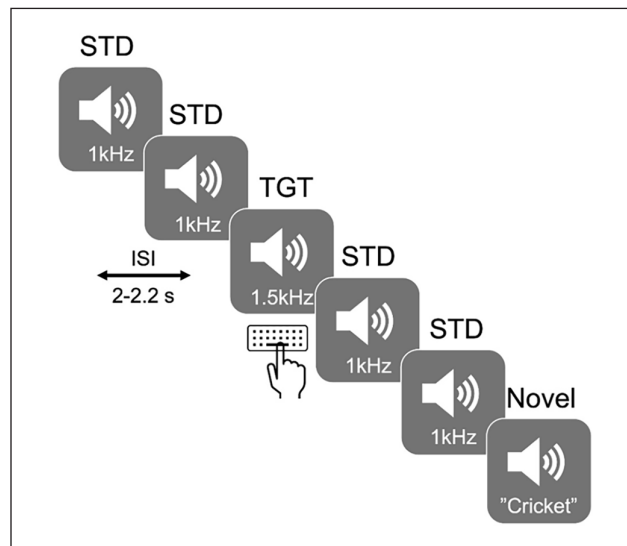 STD
1kHz
STD
1kHz
TGT
1.5kHz
ISI
2-2.2 s
STD
1kHz
STD
1kHz
Novel
”Cricket”